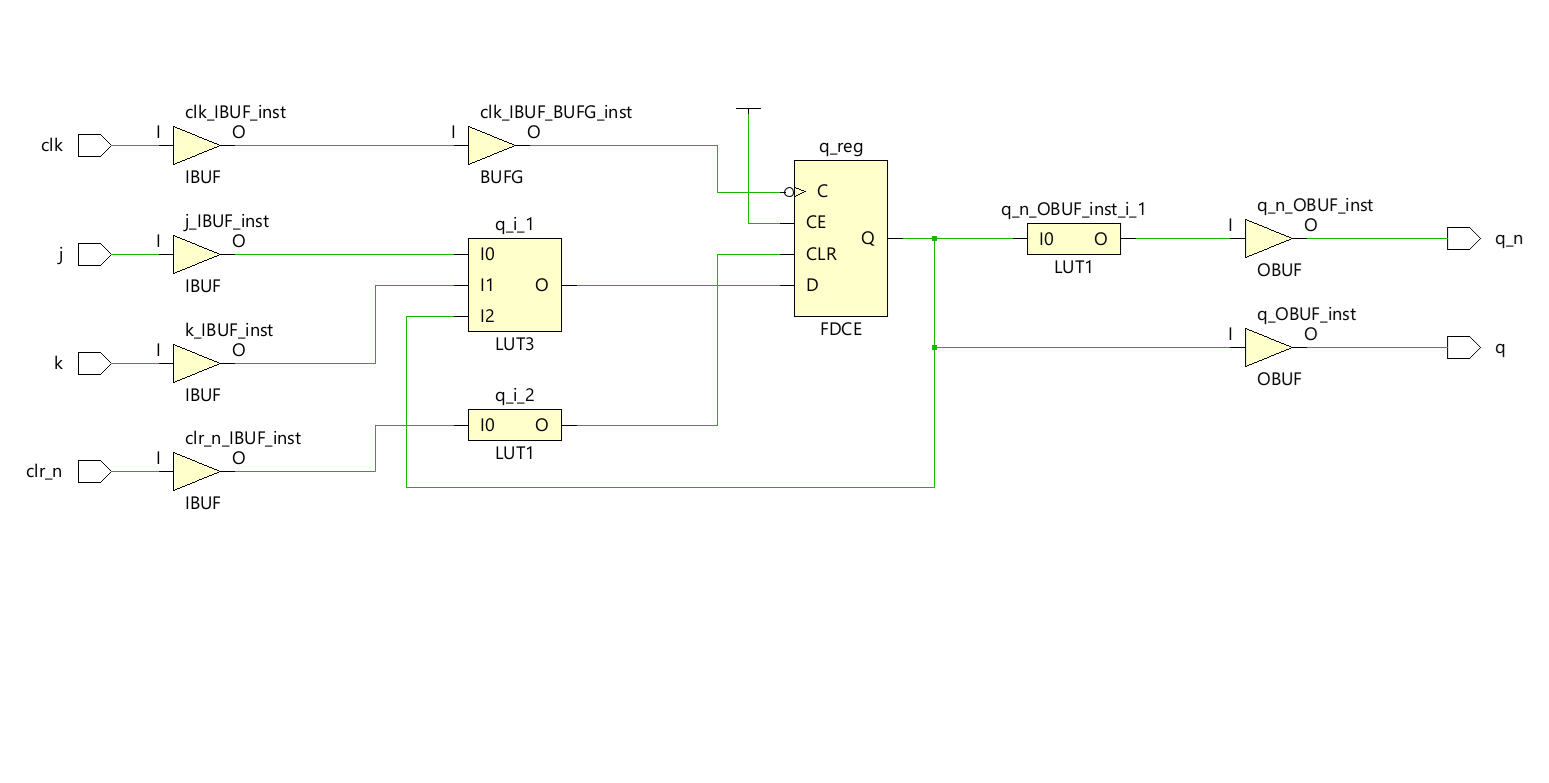 clk_IBUF_inst
clk_IBUF_BUFG_inst
clk
I
O
I
O
IBUF
BUFG
q_reg
C
CE
CLR
D
Q
FDCE
j_IBUF_inst
j
I
O
IBUF
q_i_1
I0
I1
I2
O
LUT3
k_IBUF_inst
k
I
O
IBUF
q_i_2
I0
O
LUT1
clr_n_IBUF_inst
clr_n
I
O
IBUF
q_n_OBUF_inst_i_1
I0
O
LUT1
q_n_OBUF_inst
I
O
OBUF
q_n
q_OBUF_inst
I
O
OBUF
q